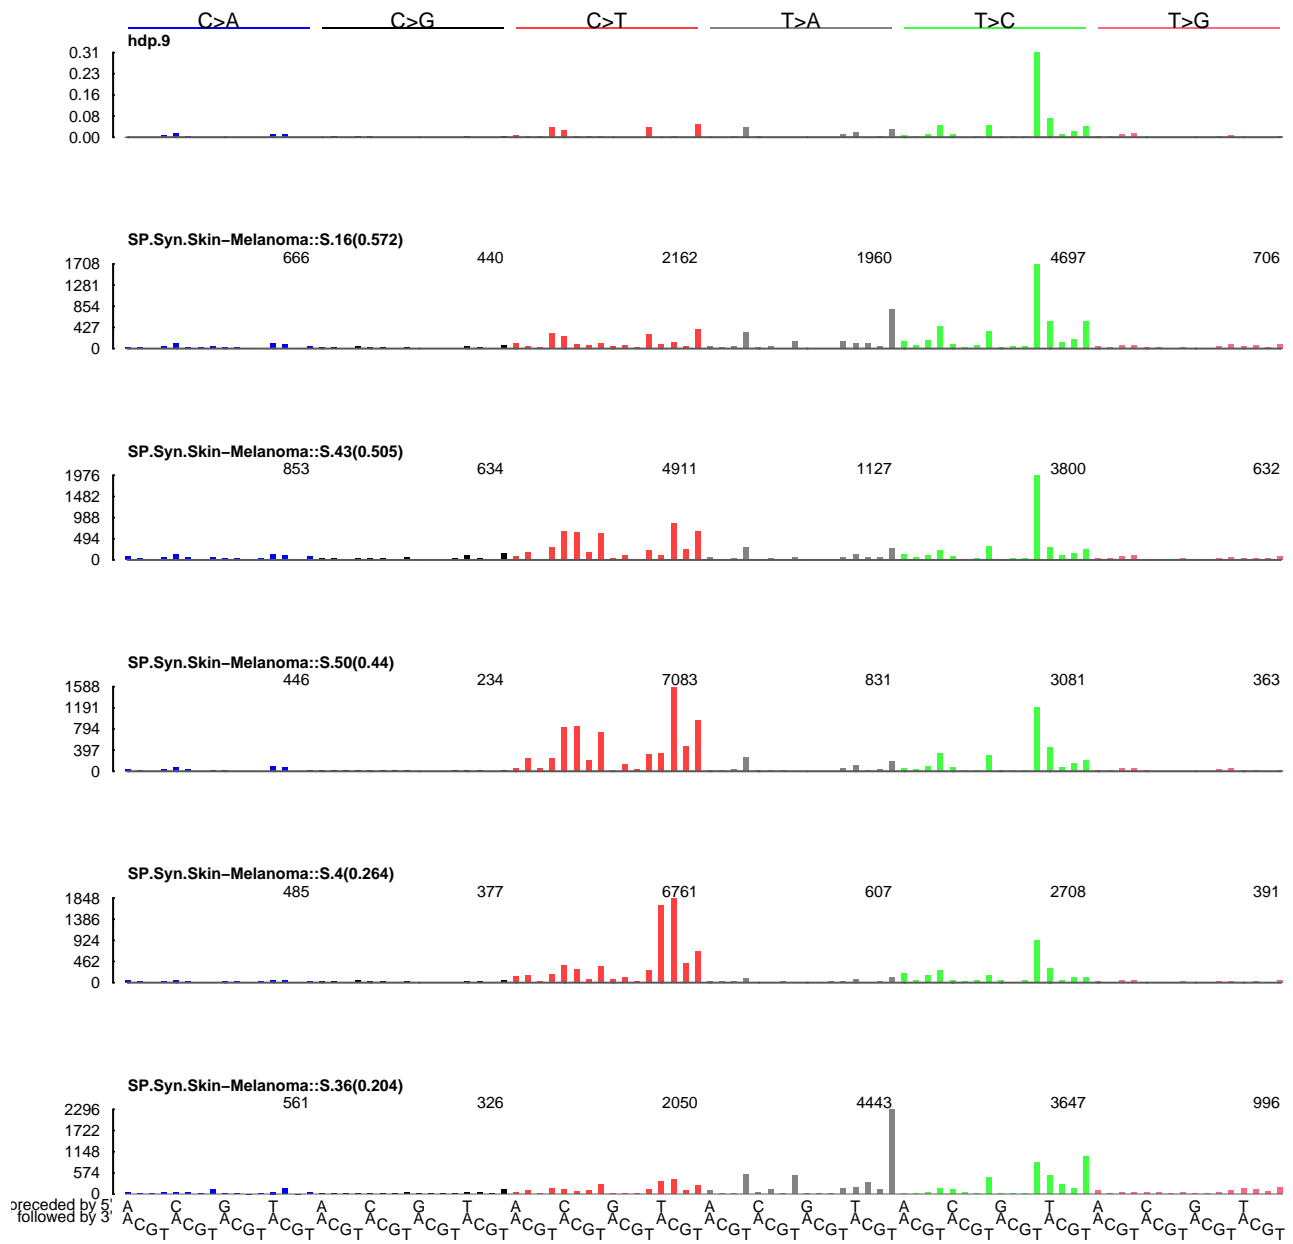 C>A C>G C>T T>A T>C T>G
hdp.9
0.31
0.23
0.16
0.08
0.00
SP.Syn.Skin−Melanoma::S.16(0.572)
666 440 2162 1960 4697 706
1708
1281
854
427
0
SP.Syn.Skin−Melanoma::S.43(0.505)
853 634 4911 1127 3800 632
1976
1482
988
494
0
SP.Syn.Skin−Melanoma::S.50(0.44)
446 234 7083 831 3081 363
1588
1191
794
397
0
SP.Syn.Skin−Melanoma::S.4(0.264)
485 377 6761 607 2708 391
1848
1386
924
462
0
SP.Syn.Skin−Melanoma::S.36(0.204)
561 326 2050 4443 3647 996
2296
1722
1148
574
0
preceded by 5' A C G T A C G T A C G T A C G T A C G T A C G T
followed by 3' A C G T A C G T A C G T A C G T A C G T A C G T A C G T A C G T A C G T A C G T A C G T A C G T A C G T A C G T A C G T A C G T A C G T A C G T A C G T A C G T A C G T A C G T A C G T A C G T